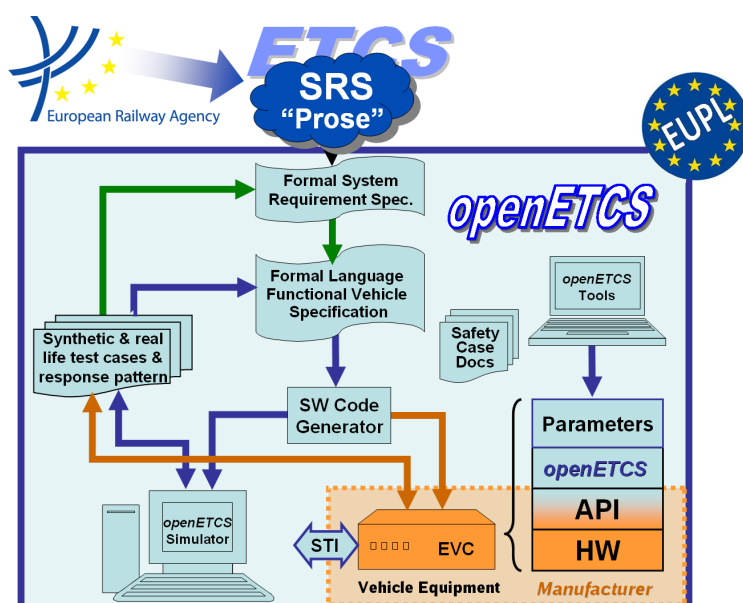 ETCS
SRS
“Prose”
European Railway Agency
EUPL
Formal System
Requirement Spec.
openETCS
Formal Language
Functional Vehicle
Specification
openETCS
Tools
Synthetic & real
life test cases &
response pattern
Safety
Case
Docs
SW Code
Generator
Parameters
openETCS
API
HW
openETCS
Simulator
STI
EVC
Vehicle Equipment
Manufacturer